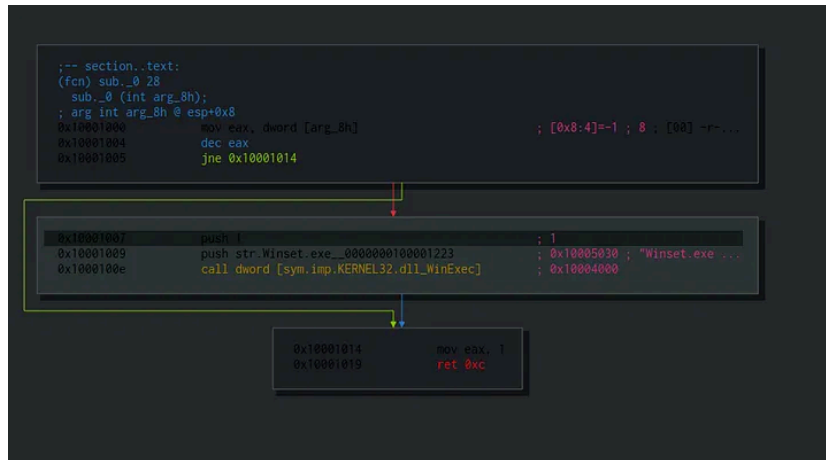 ;-- section..text:
(fcn) sub._0 28
sub._0 (int arg_8h);
; arg int arg_8h @ esp+0x8
0x10001000 mov eax, dword [arg_8h] ; [0x8:4]=-1 ; 8 ; [00] -r-...
0x10001004 dec eax
0x10001005 jne 0x10001014
0x10001007 push 1 ; 1
0x10001009 push str.Winset.exe__0000000100001223 ; 0x10005030 ; "Winset.exe ...
0x1000100e call dword [sym.imp.KERNEL32.dll_WinExec] ; 0x10004000
0x10001014 mov eax, 1
0x10001019 ret 0xc